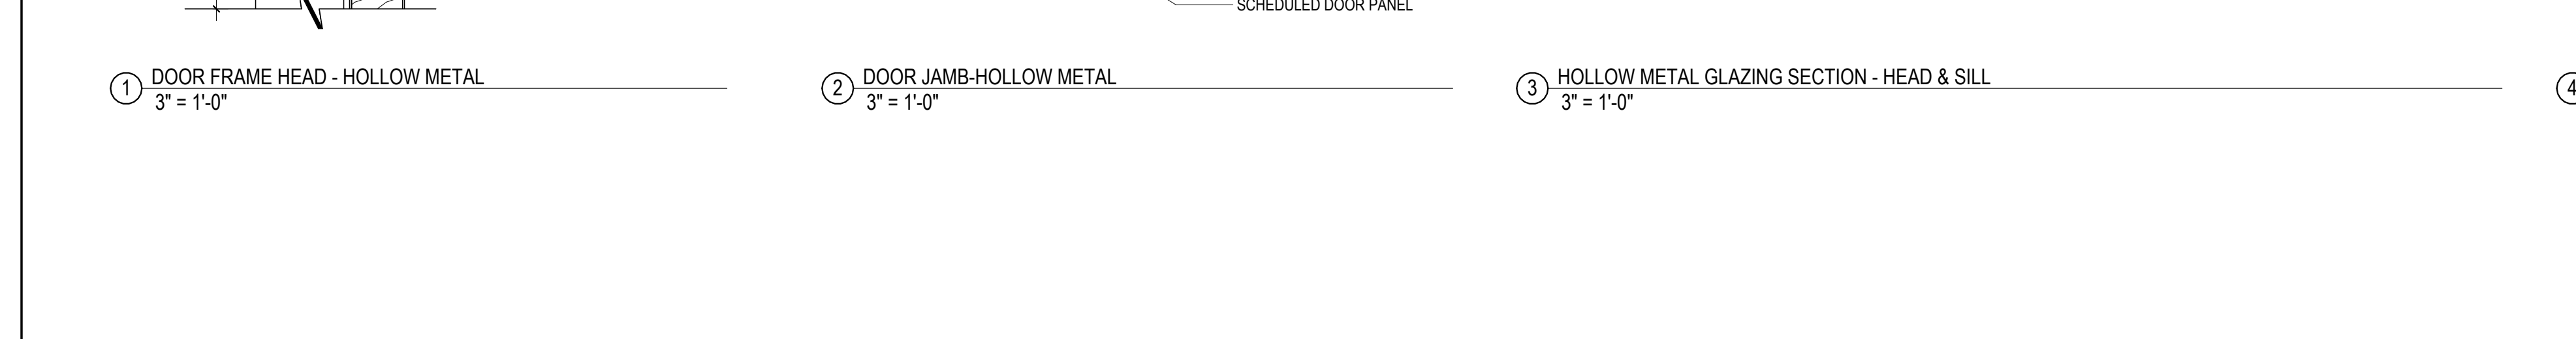 SCHEDULED DOOR PANEL
1 DOOR FRAME HEAD - HOLLOW METAL
3" = 1'-0"
2 DOOR JAMB-HOLLOW METAL
3" = 1'-0"
3 HOLLOW METAL GLAZING SECTION - HEAD & SILL
3" = 1'-0"
4